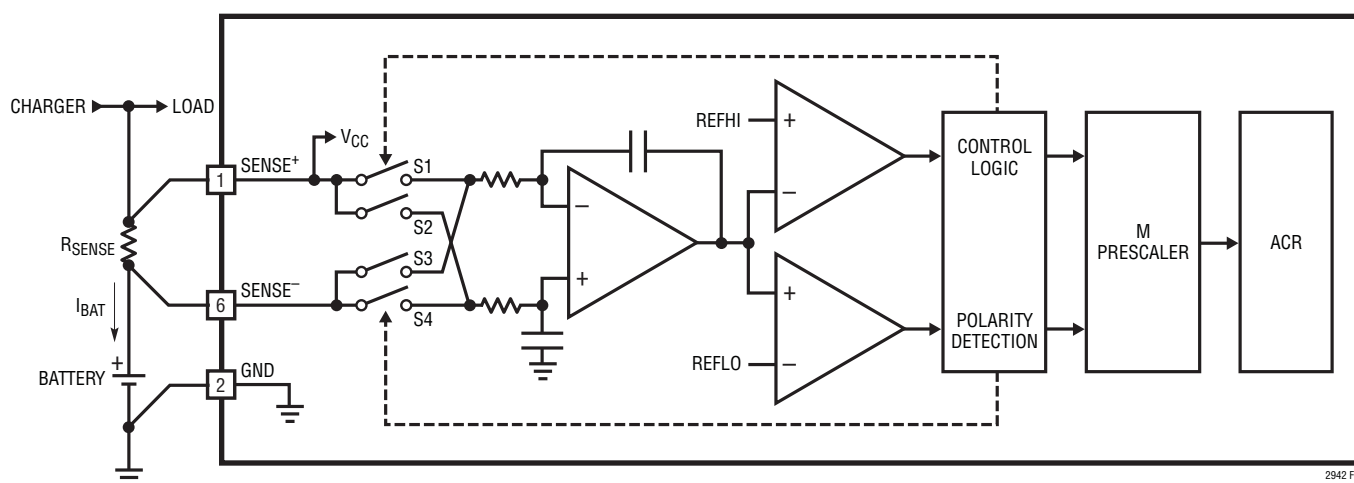 CHARGER
LOAD
VCC
1
SENSE+
S1
S2
RSENSE
IBAT
6
SENSE–
S3
S4
+
BATTERY
2
GND
–
+
REFHI
+
–
+
REFLO
–
CONTROL
LOGIC
POLARITY
DETECTION
M
PRESCALER
ACR
2942 F